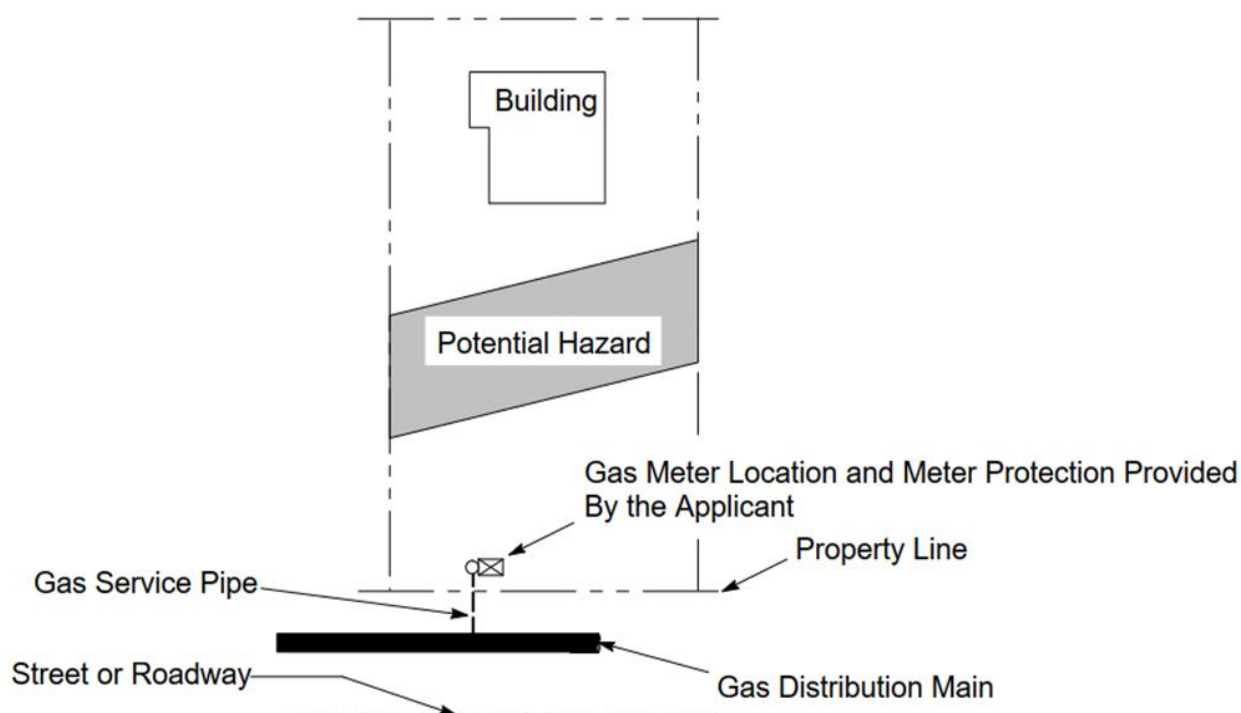 Building
Potential Hazard
Gas Meter Location and Meter Protection Provided
By the Applicant
Property Line
Gas Service Pipe
Street or Roadway
Gas Distribution Main